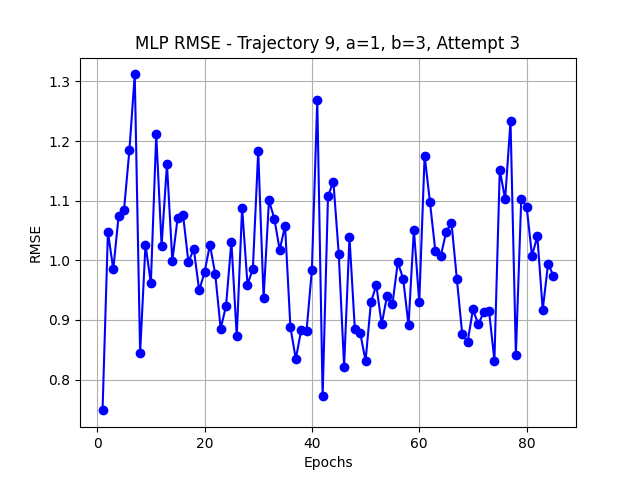 MLP RMSE - Trajectory 9, a=1, b=3, Attempt 3
1.3
1.2
1.1
1.0
0.9
0.8
RMSE
0 20 40 60 80
Epochs